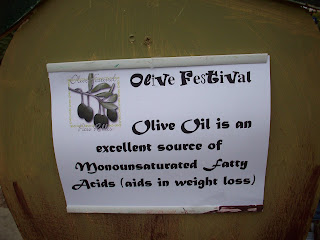 Olive Festival
Olive Oil is an
excellent source of
Monounsaturated Fatty
Acids (aids in weight loss)